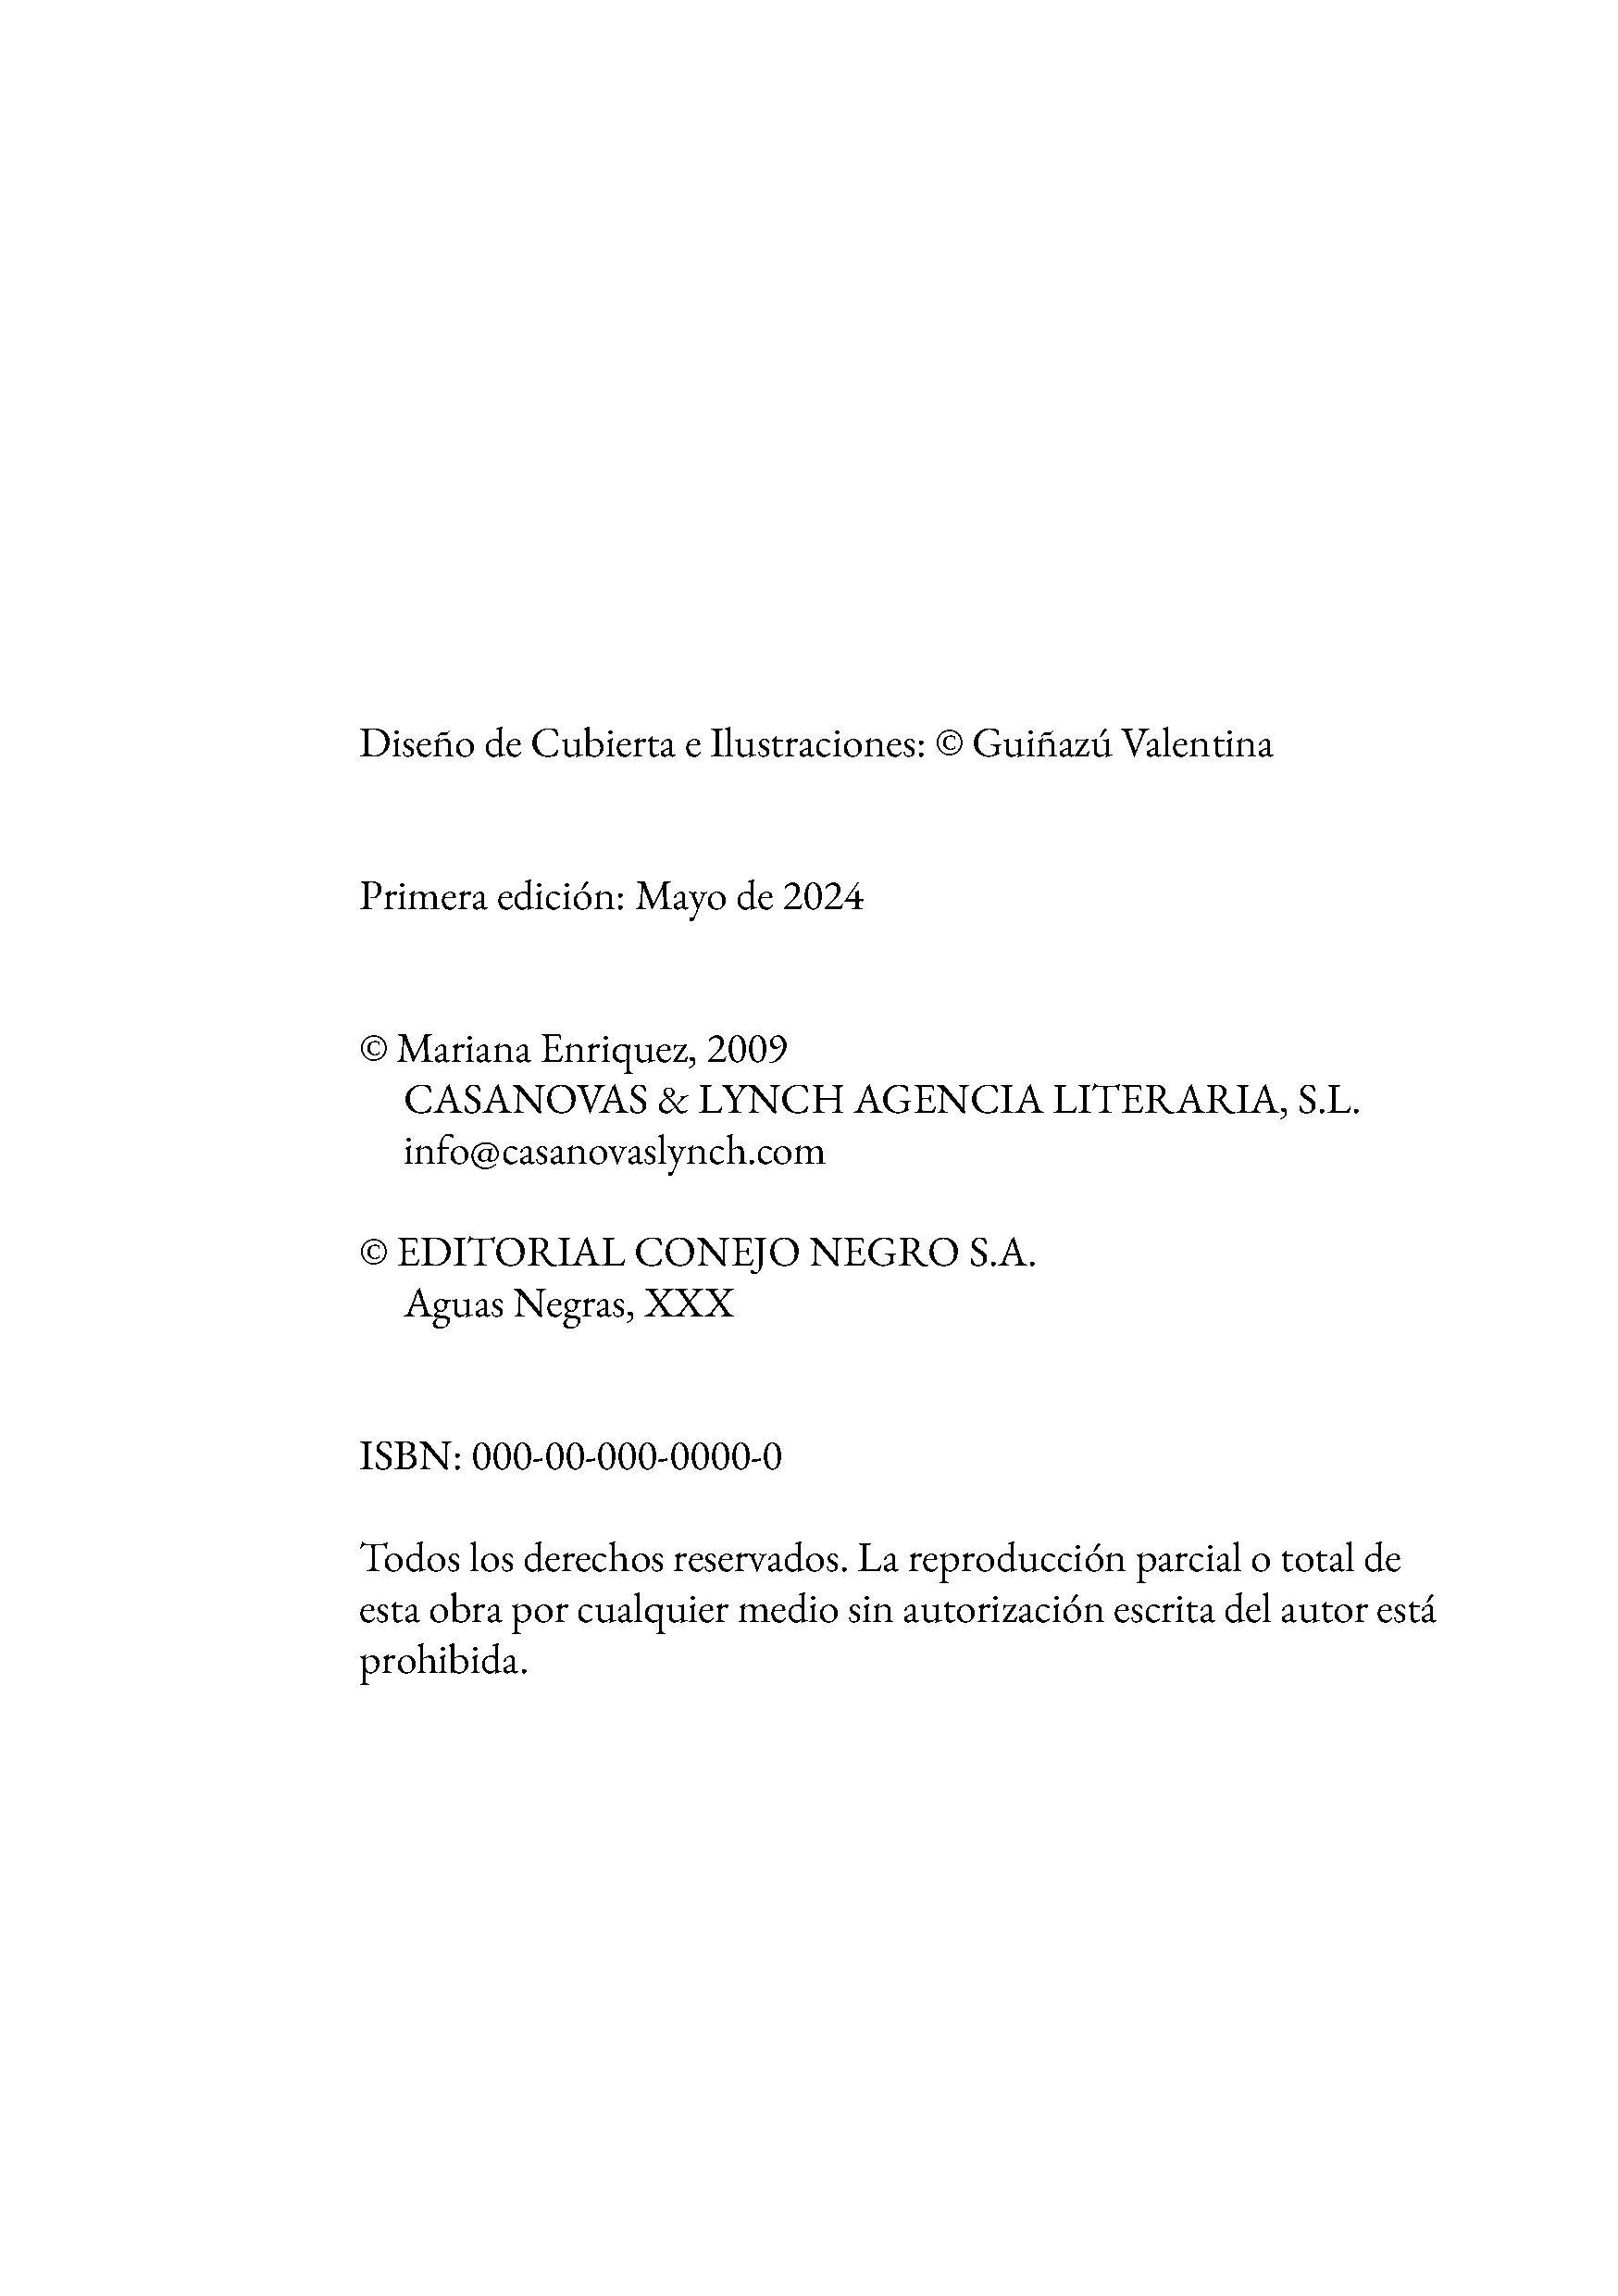 Diseño de Cubierta e Ilustraciones: © Guiñazú Valentina
Primera edición: Mayo de 2024
© Mariana Enriquez, 2009
CASANOVAS & LYNCH AGENCIA LITERARIA, S.L.
info@casanovaslynch.com
© EDITORIAL CONEJO NEGRO S.A.
Aguas Negras, XXX
ISBN: 000-00-000-0000-0
Todos los derechos reservados. La reproducción parcial o total de
esta obra por cualquier medio sin autorización escrita del autor está
prohibida.